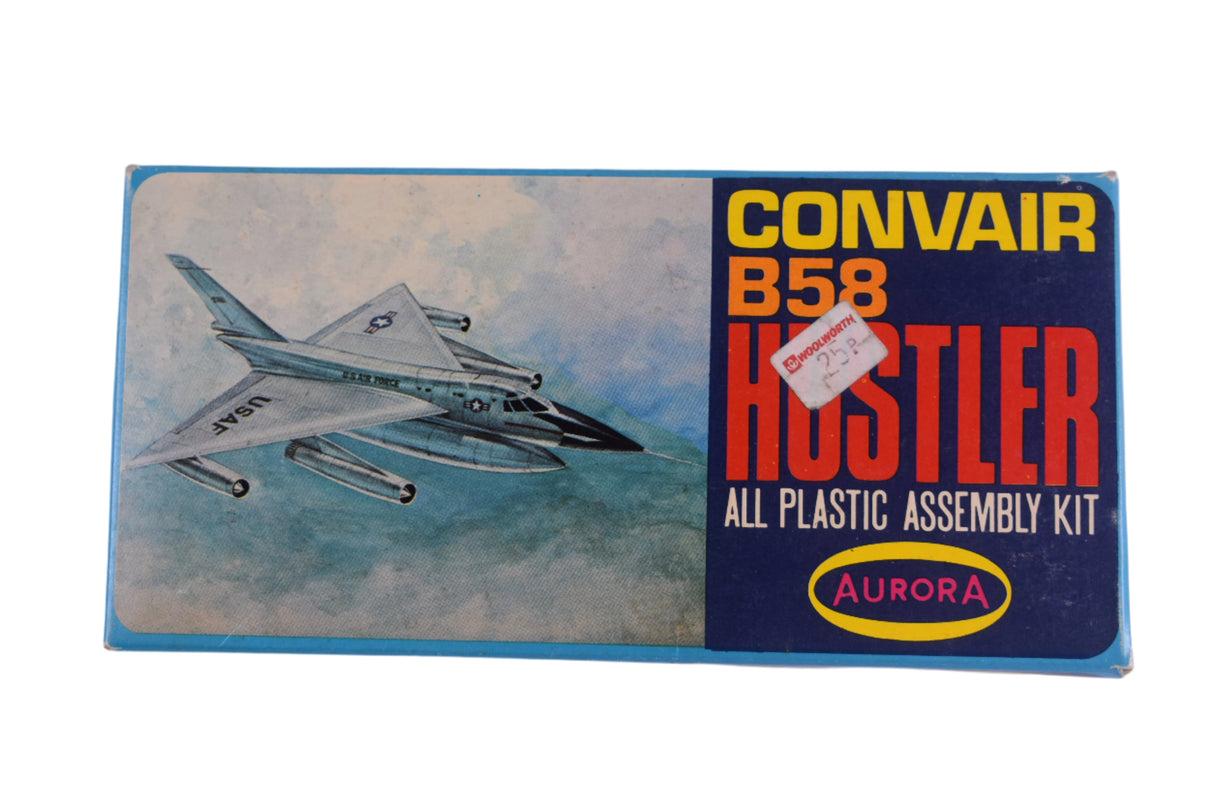 CONVAIR
B58
HUSTLER
WOOLWORTH
25P
ALL PLASTIC ASSEMBLY KIT
AURORA
U.S. AIR FORCE
USAF